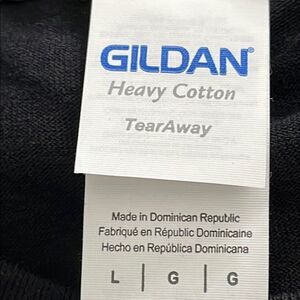 GILDAN®
Heavy Cotton
TearAway
Made in Dominican Republic
Fabriqué en Républic Dominicaine
Hecho en República Dominicana
L | G | G